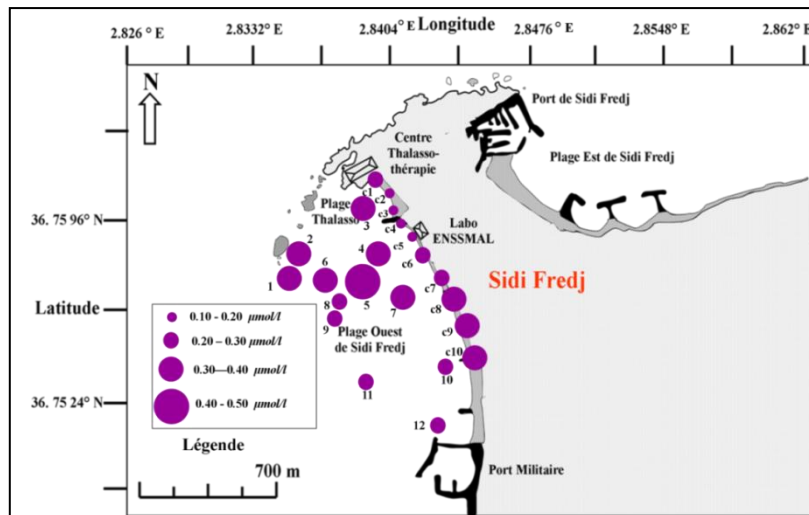 Longitude
2.826 E
2.8332° E
2.8404° E
2.8476 E
2.8548° E
2.862 E
N
Port de Sidi Fredj
Centre
Thalasso-
thérapie
Plage Est de Sidi Fredj
c1
Plage
Thalasso
c2
c3
3
c4
Labo
ENSSMAL
36.75 96° N
c5
2
4
c6
Sidi Fredj
1
6
5
7
c7
c8
8
9
Latitude
0.10 - 0.20 µmol/l
0.20 – 0.30 µmol/l
0.30—0.40 µmol/l
0.40 - 0.50 µmol/l
Légende
Plage Ouest
de Sidi Fredj
c9
c10
10
11
36.75 24° N
12
700 m
Port Militaire